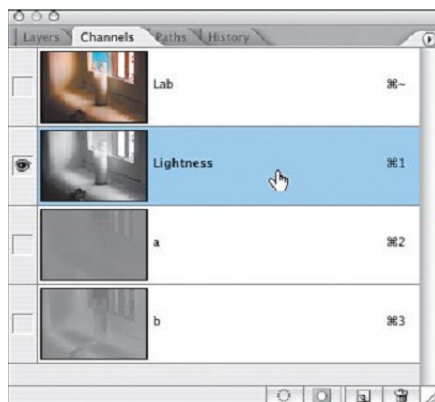 Layers Channels Paths History
Lab ⌘~
Lightness ⌘1
a ⌘2
b ⌘3